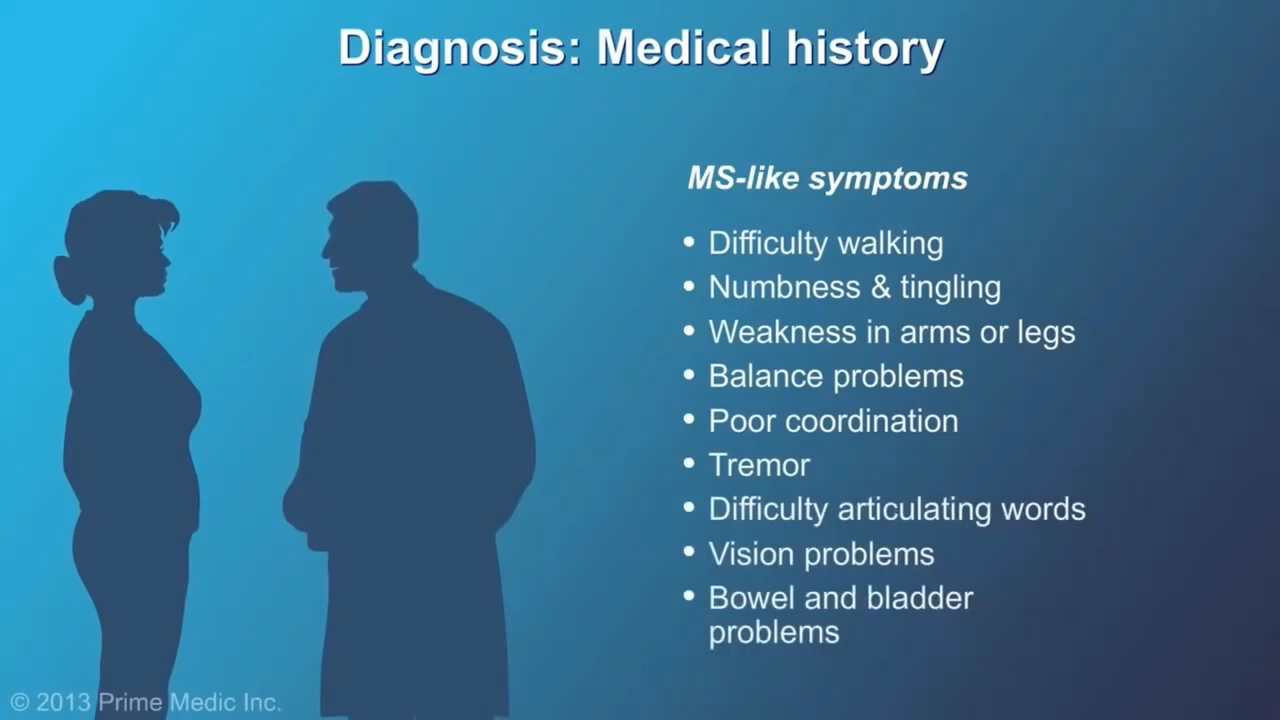 Diagnosis: Medical history
MS-like symptoms
• Difficulty walking
• Numbness & tingling
• Weakness in arms or legs
• Balance problems
• Poor coordination
• Tremor
• Difficulty articulating words
• Vision problems
• Bowel and bladder
problems
© 2013 Prime Medic Inc.